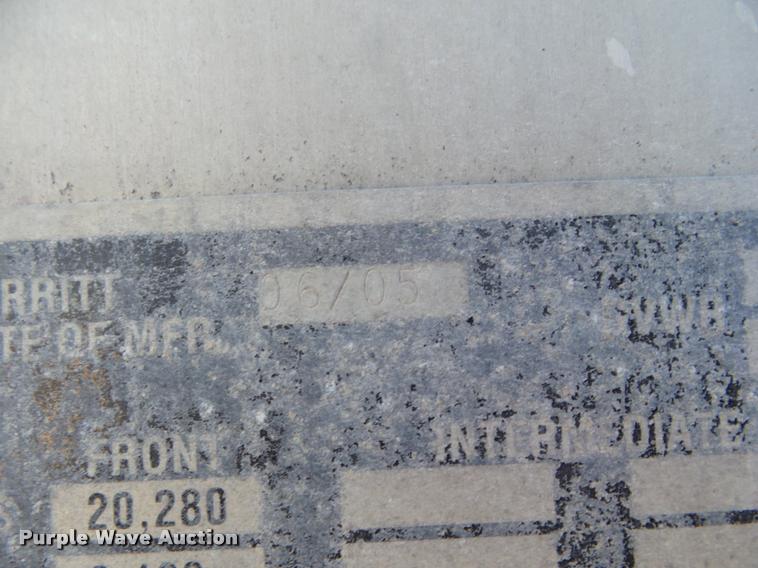 RRITT
TE OF MFR. 06/05 GVWR
FRONT INTERMEDIATE
S 20,280
Purple Wave Auction